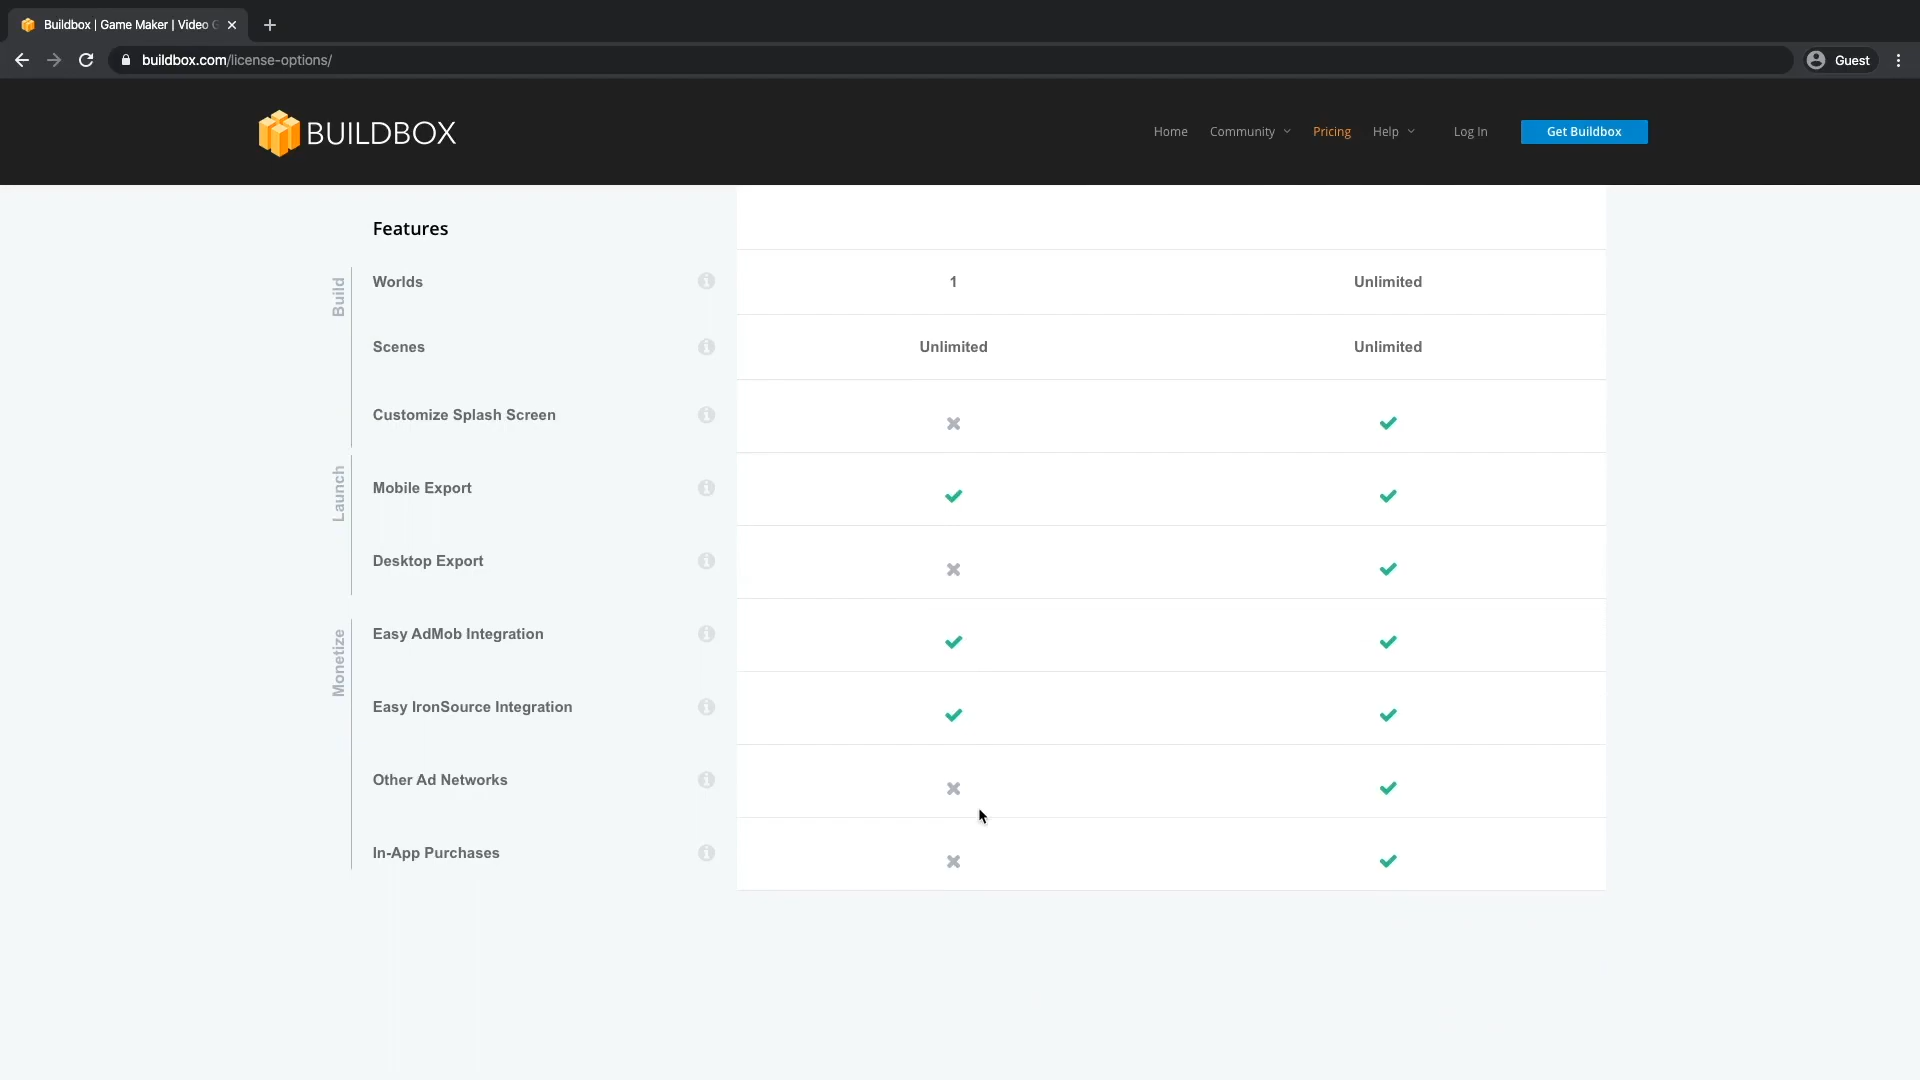 Buildbox | Game Maker | Video G
buildbox.com/license-options/
Guest
BUILDBOX
Home
Community
Pricing
Help
Log In
Get Buildbox
Features
Build
Worlds
1
Unlimited
Scenes
Unlimited
Unlimited
Customize Splash Screen
Launch
Mobile Export
Desktop Export
Monetize
Easy AdMob Integration
Easy IronSource Integration
Other Ad Networks
In-App Purchases